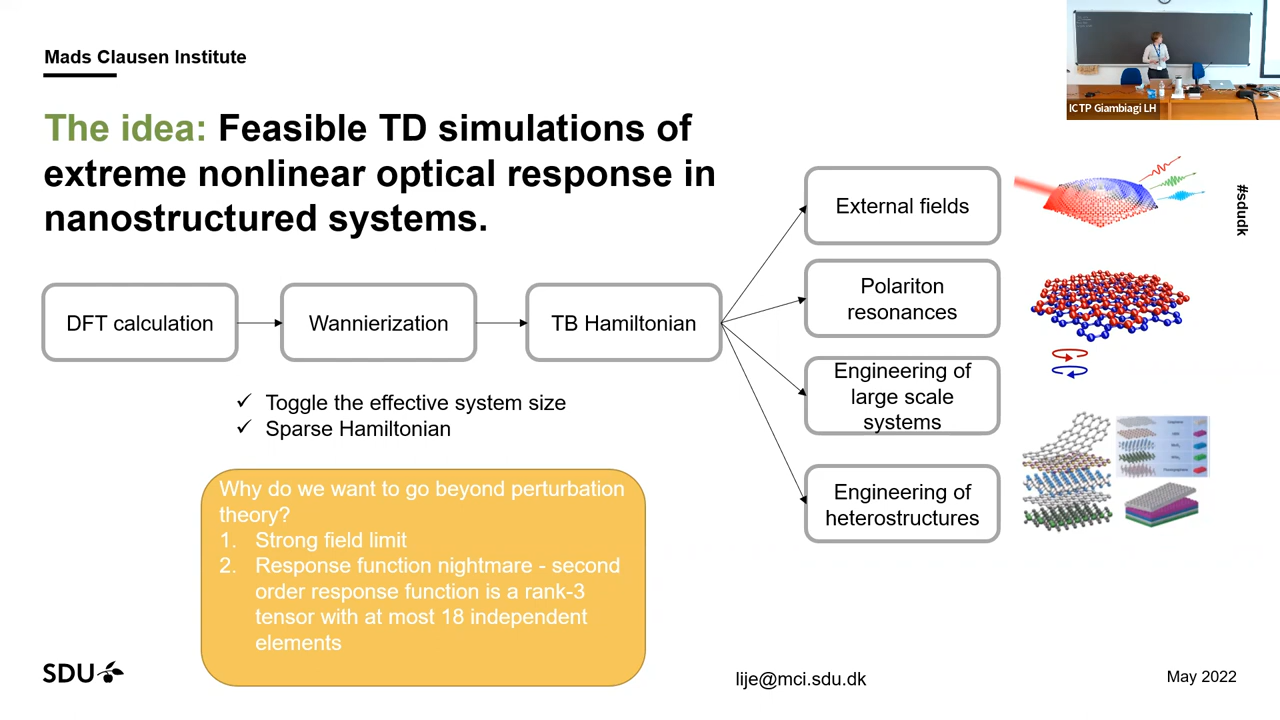 Mads Clausen Institute
ICTP Giambiagi LH
The idea: Feasible TD simulations of
extreme nonlinear optical response in
nanostructured systems.
#sdudk
DFT calculation
Wannierization
TB Hamiltonian
External fields
Polariton
resonances
Engineering of
large scale
systems
Engineering of
heterostructures
✓ Toggle the effective system size
✓ Sparse Hamiltonian
Why do we want to go beyond perturbation
theory?
1. Strong field limit
2. Response function nightmare - second
order response function is a rank-3
tensor with at most 18 independent
elements
SDU
lije@mci.sdu.dk
May 2022